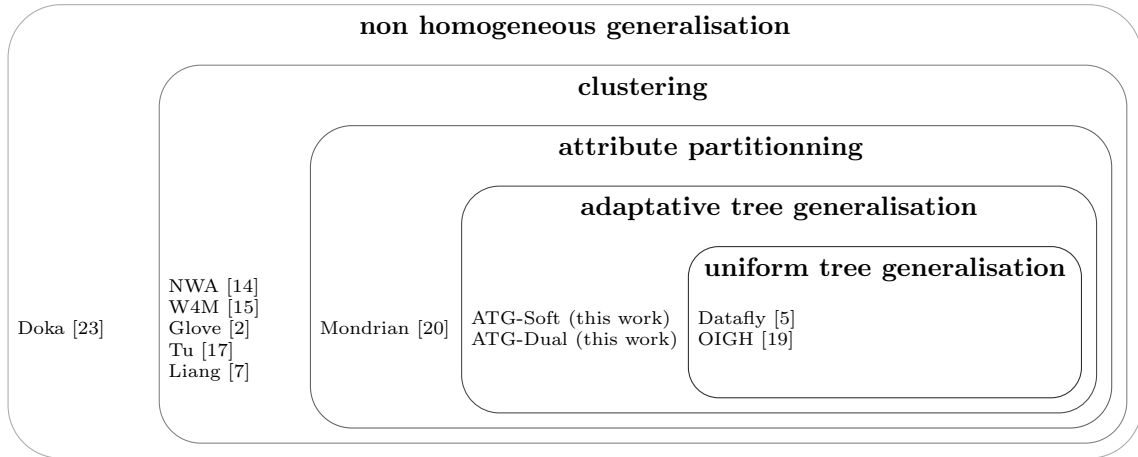 non homogeneous generalisation
clustering
attribute partitionning
adaptative tree generalisation
uniform tree generalisation
Doka [23]
NWA [14]
W4M [15]
Glove [2]
Tu [17]
Liang [7]
Mondrian [20]
ATG-Soft (this work)
ATG-Dual (this work)
Datafly [5]
OIGH [19]